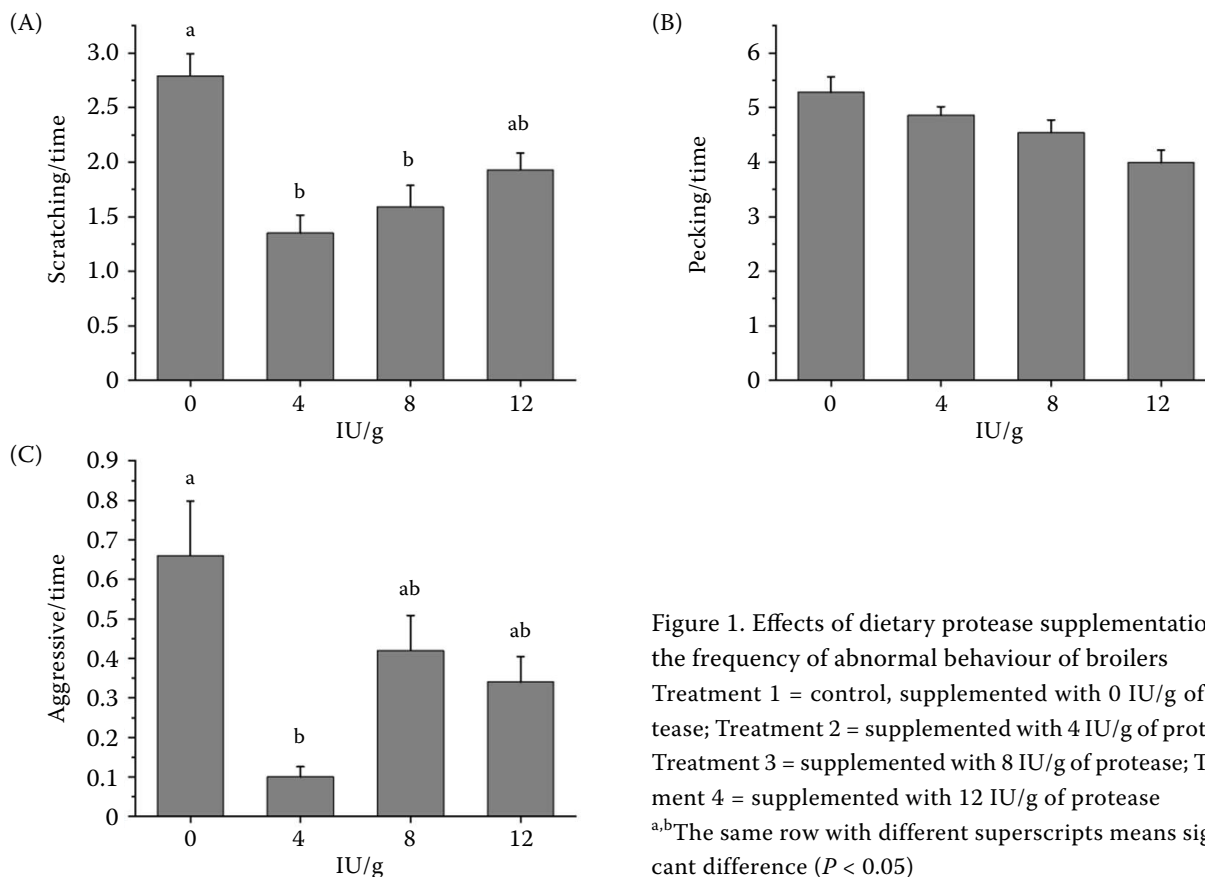 (A)
Scratching/time
3.0
2.5
2.0
1.5
1.0
0.5
0
a
b
b
ab
0 4 8 12
IU/g
(B)
Pecking/time
6
5
4
3
2
1
0
0 4 8 12
IU/g
(C)
Aggressive/time
0.9
0.8
0.7
0.6
0.5
0.4
0.3
0.2
0.1
0
a
b
ab
ab
0 4 8 12
IU/g
Figure 1. Effects of dietary protease supplementatio
the frequency of abnormal behaviour of broilers
Treatment 1 = control, supplemented with 0 IU/g of
tease; Treatment 2 = supplemented with 4 IU/g of prot
Treatment 3 = supplemented with 8 IU/g of protease; T
ment 4 = supplemented with 12 IU/g of protease
a,bThe same row with different superscripts means sig
cant difference (P < 0.05)